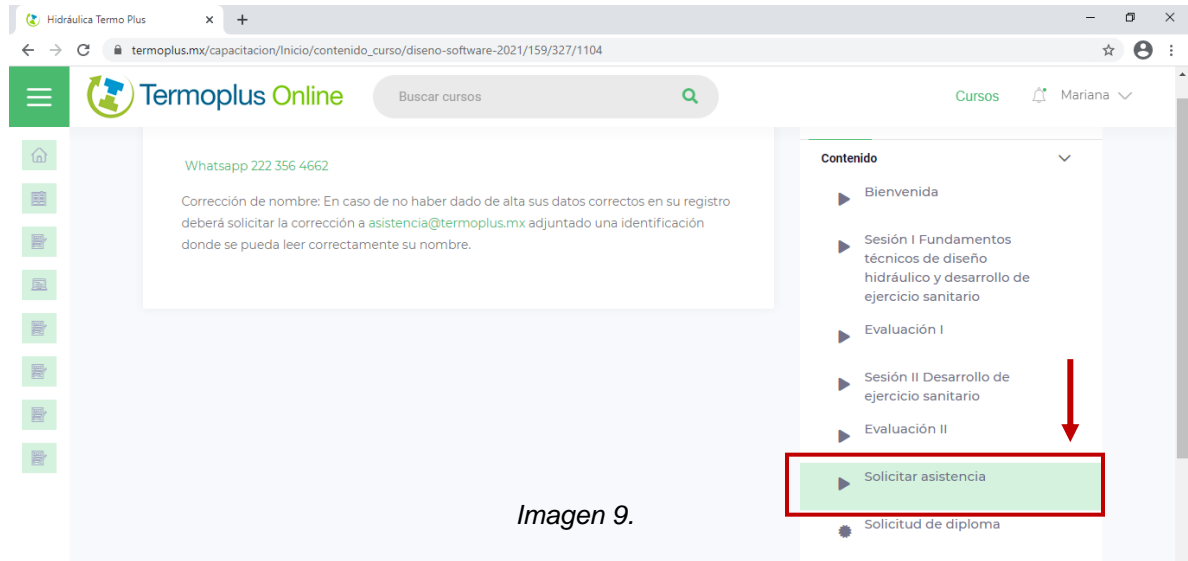 Hidráulica Termo Plus
termoplus.mx/capacitacion/Inicio/contenido_curso/diseno-software-2021/159/327/1104
Termoplus Online
Buscar cursos
Cursos
Mariana
Whatsapp 222 356 4662
Corrección de nombre: En caso de no haber dado de alta sus datos correctos en su registro
deberá solicitar la corrección a asistencia@termoplus.mx adjuntado una identificación
donde se pueda leer correctamente su nombre.
Contenido
Bienvenida
Sesión I Fundamentos
técnicos de diseño
hidráulico y desarrollo de
ejercicio sanitario
Evaluación I
Sesión II Desarrollo de
ejercicio sanitario
Evaluación II
Solicitar asistencia
Solicitud de diploma
Imagen 9.